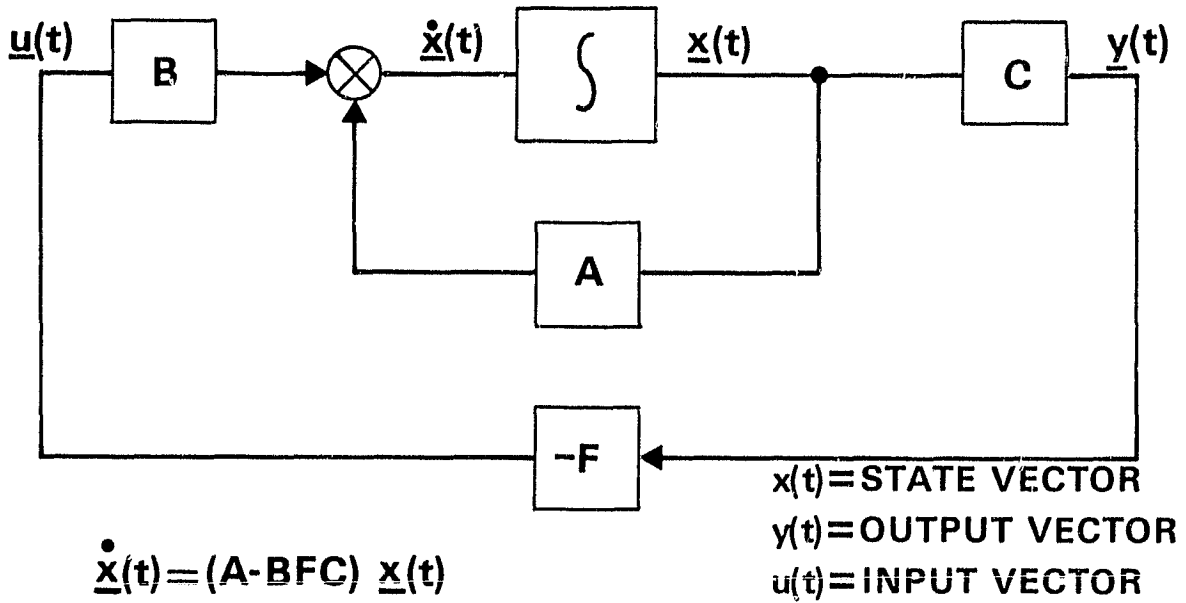 u(t)
B
ẋ(t)
∫
x(t)
C
y(t)
A
-F
x(t)=STATE VECTOR
y(t)=OUTPUT VECTOR
u(t)=INPUT VECTOR
ẋ(t)=(A-BFC) x(t)